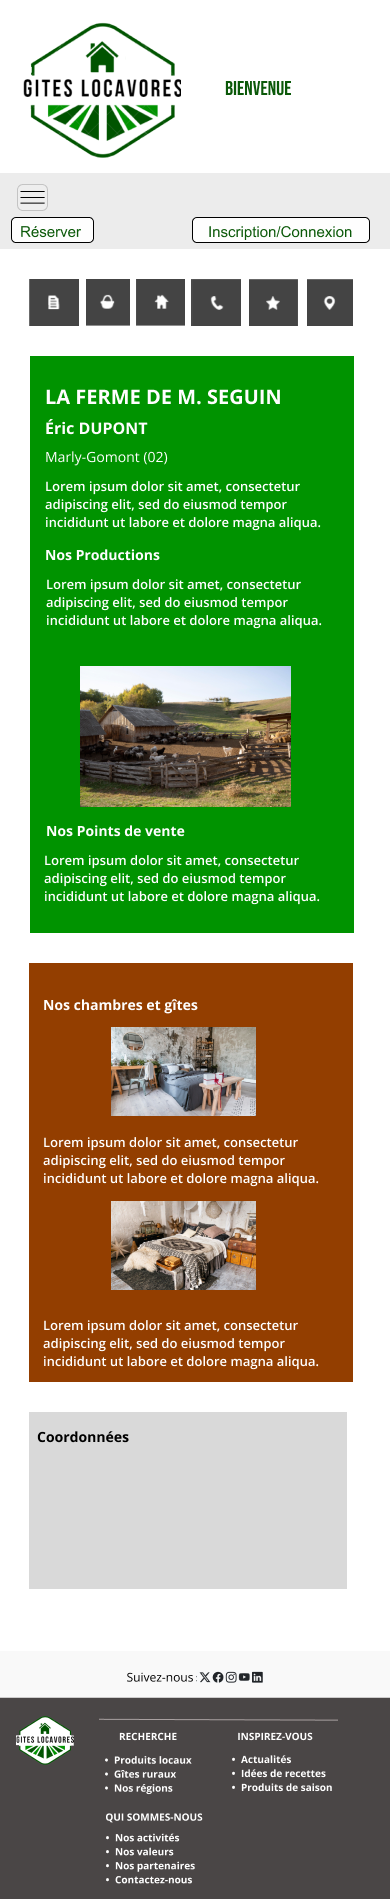 GITES LOCAVORES
BIENVENUE
Réserver
Inscription/Connexion
LA FERME DE M. SEGUIN
Éric DUPONT
Marly-Gomont (02)
Lorem ipsum dolor sit amet, consectetur
adipiscing elit, sed do eiusmod tempor
incididunt ut labore et dolore magna aliqua.
Nos Productions
Lorem ipsum dolor sit amet, consectetur
adipiscing elit, sed do eiusmod tempor
incididunt ut labore et dolore magna aliqua.
Nos Points de vente
Lorem ipsum dolor sit amet, consectetur
adipiscing elit, sed do eiusmod tempor
incididunt ut labore et dolore magna aliqua.
Nos chambres et gîtes
Lorem ipsum dolor sit amet, consectetur
adipiscing elit, sed do eiusmod tempor
incididunt ut labore et dolore magna aliqua.
Lorem ipsum dolor sit amet, consectetur
adipiscing elit, sed do eiusmod tempor
incididunt ut labore et dolore magna aliqua.
Coordonnées
Suivez-nous :
GITES LOCAVORES
RECHERCHE
• Produits locaux
• Gîtes ruraux
• Nos régions
INSPIREZ-VOUS
• Actualités
• Idées de recettes
• Produits de saison
QUI SOMMES-NOUS
• Nos activités
• Nos valeurs
• Nos partenaires
• Contactez-nous